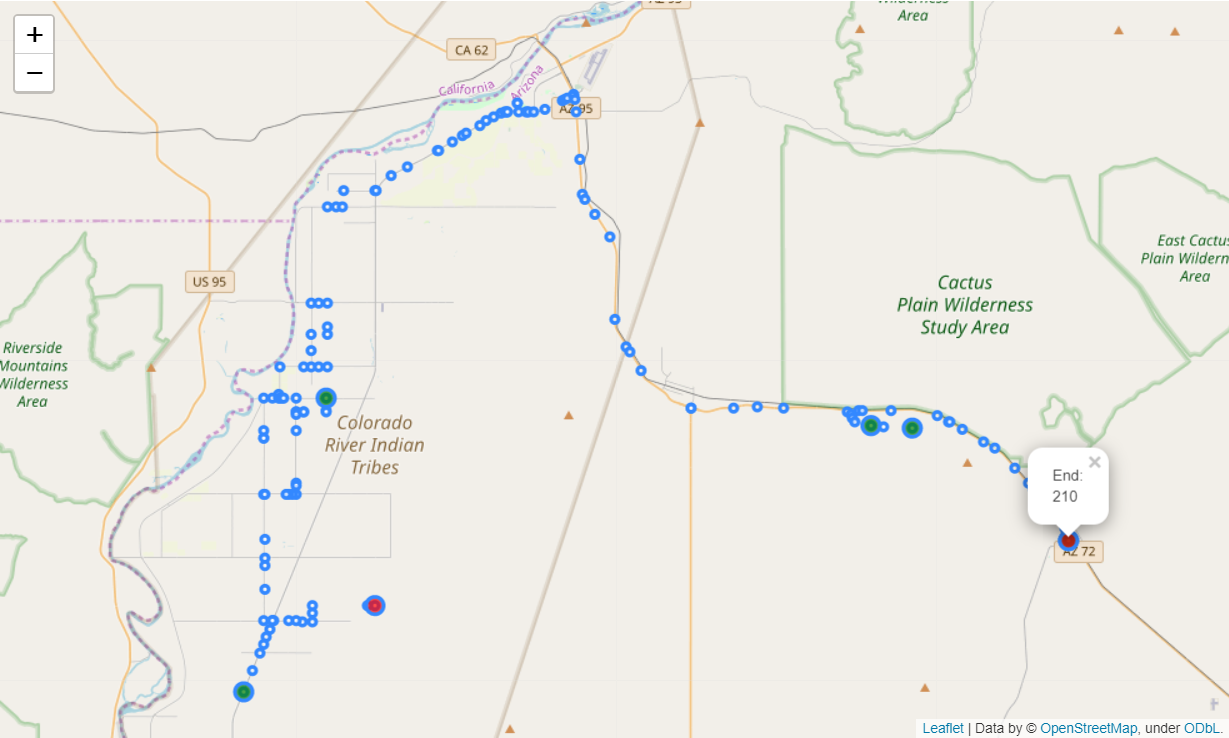 +
−
CA 62
AZ 95
Wilderness
Area
California
Arizona
AZ 95
US 95
Cactus
Plain Wilderness
Study Area
East Cactus
Plain Wildern
Area
Riverside
Mountains
Wilderness
Area
Colorado
River Indian
Tribes
×
End:
210
AZ 72
Leaflet | Data by © OpenStreetMap, under ODbL.